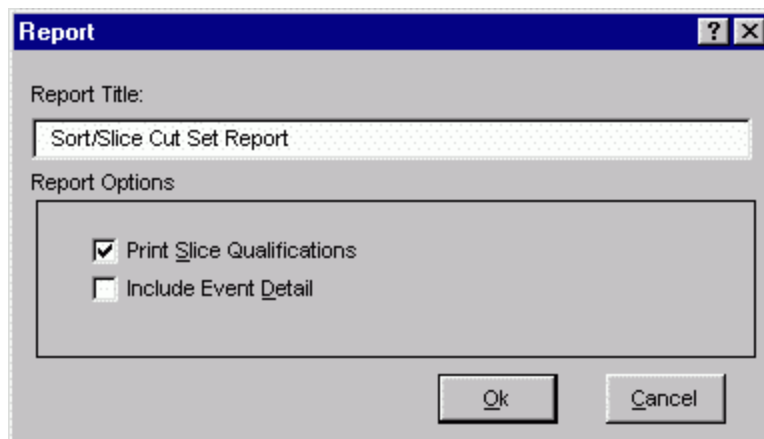 Report
Report Title:
Sort/Slice Cut Set Report
Report Options
Print Slice Qualifications
Include Event Detail
Ok
Cancel